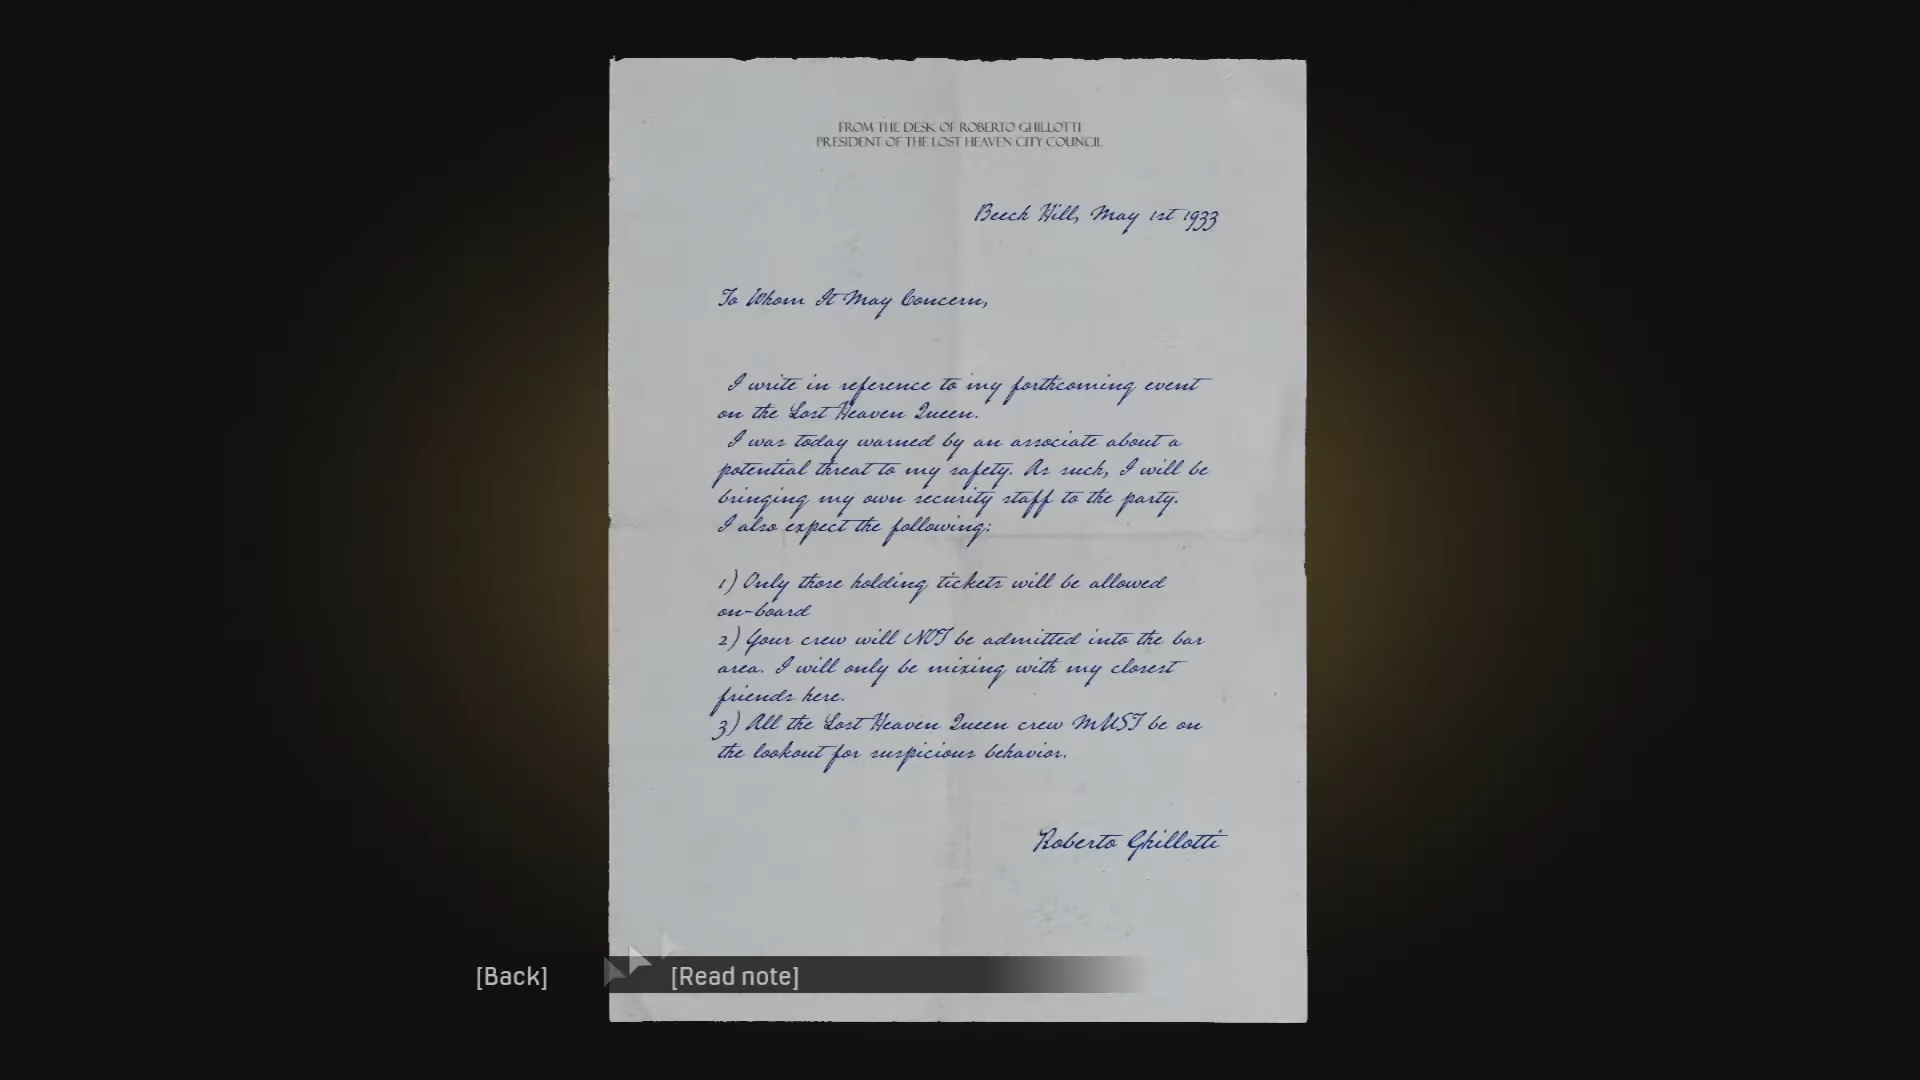 FROM THE DESK OF ROBERTO GHILLOTTI
PRESIDENT OF THE LOST HEAVEN CITY COUNCIL
Beech Hill, May 1st 1933
To Whom It May Concern,
I write in reference to my forthcoming event
on the Lost Heaven Queen.
I was today warned by an associate about a
potential threat to my safety. As such, I will be
bringing my own security staff to the party.
I also expect the following:
1) Only those holding tickets will be allowed
on-board
2) Your crew will NOT be admitted into the bar
area. I will only be mixing with my closest
friends here.
3) All the Lost Heaven Queen crew MUST be on
the lookout for suspicious behavior.
Roberto Ghillotti
[Back]
[Read note]